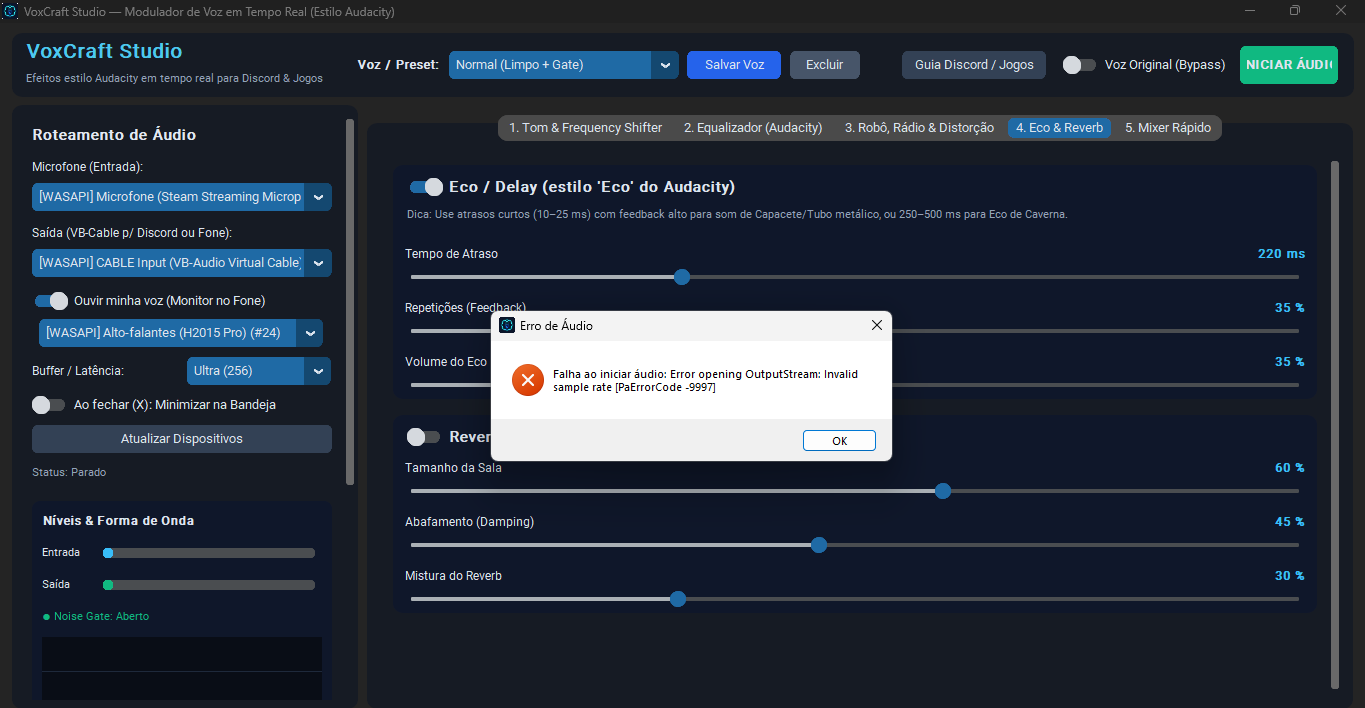 VoxCraft Studio — Modulador de Voz em Tempo Real (Estilo Audacity)
VoxCraft Studio
Efeitos estilo Audacity em tempo real para Discord & Jogos
Voz / Preset:
Normal (Limpo + Gate)
Salvar Voz
Excluir
Guia Discord / Jogos
Voz Original (Bypass)
NICIAR ÁUDI
Roteamento de Áudio
Microfone (Entrada):
[WASAPI] Microfone (Steam Streaming Microp
Saída (VB-Cable p/ Discord ou Fone):
[WASAPI] CABLE Input (VB-Audio Virtual Cable)
Ouvir minha voz (Monitor no Fone)
[WASAPI] Alto-falantes (H2015 Pro) (#24)
Buffer / Latência:
Ultra (256)
Ao fechar (X): Minimizar na Bandeja
Atualizar Dispositivos
Status: Parado
Níveis & Forma de Onda
Entrada
Saída
Noise Gate: Aberto
1. Tom & Frequency Shifter
2. Equalizador (Audacity)
3. Robô, Rádio & Distorção
4. Eco & Reverb
5. Mixer Rápido
Eco / Delay (estilo 'Eco' do Audacity)
Dica: Use atrasos curtos (10–25 ms) com feedback alto para som de Capacete/Tubo metálico, ou 250–500 ms para Eco de Caverna.
Tempo de Atraso
220 ms
Repetições (Feedback)
35 %
Volume do Eco
35 %
Erro de Áudio
Falha ao iniciar áudio: Error opening OutputStream: Invalid
sample rate [PaErrorCode -9997]
OK
Rever
Tamanho da Sala
60 %
Abafamento (Damping)
45 %
Mistura do Reverb
30 %